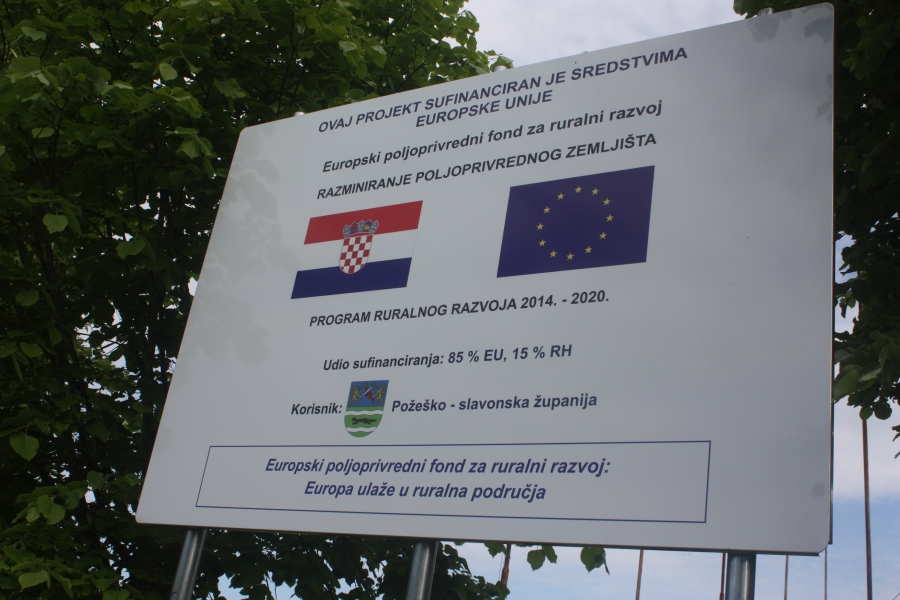 OVAJ PROJEKT SUFINANCIRAN JE SREDSTVIMA
EUROPSKE UNIJE
Europski poljoprivredni fond za ruralni razvoj
RAZMINIRANJE POLJOPRIVREDNOG ZEMLJIŠTA
PROGRAM RURALNOG RAZVOJA 2014. - 2020.
Udio sufinanciranja: 85 % EU, 15 % RH
Korisnik: Požeško - slavonska županija
Europski poljoprivredni fond za ruralni razvoj:
Europa ulaže u ruralna područja